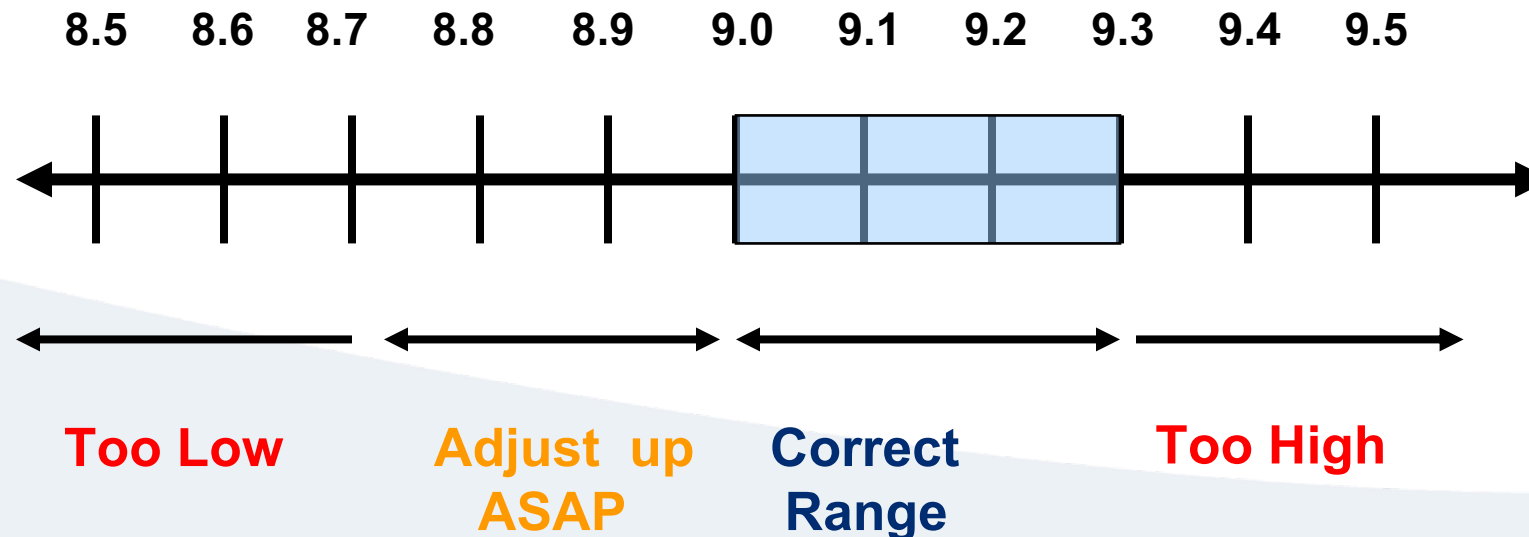 8.5 8.6 8.7 8.8 8.9 9.0 9.1 9.2 9.3 9.4 9.5
Too Low
Adjust up
ASAP
Correct
Range
Too High